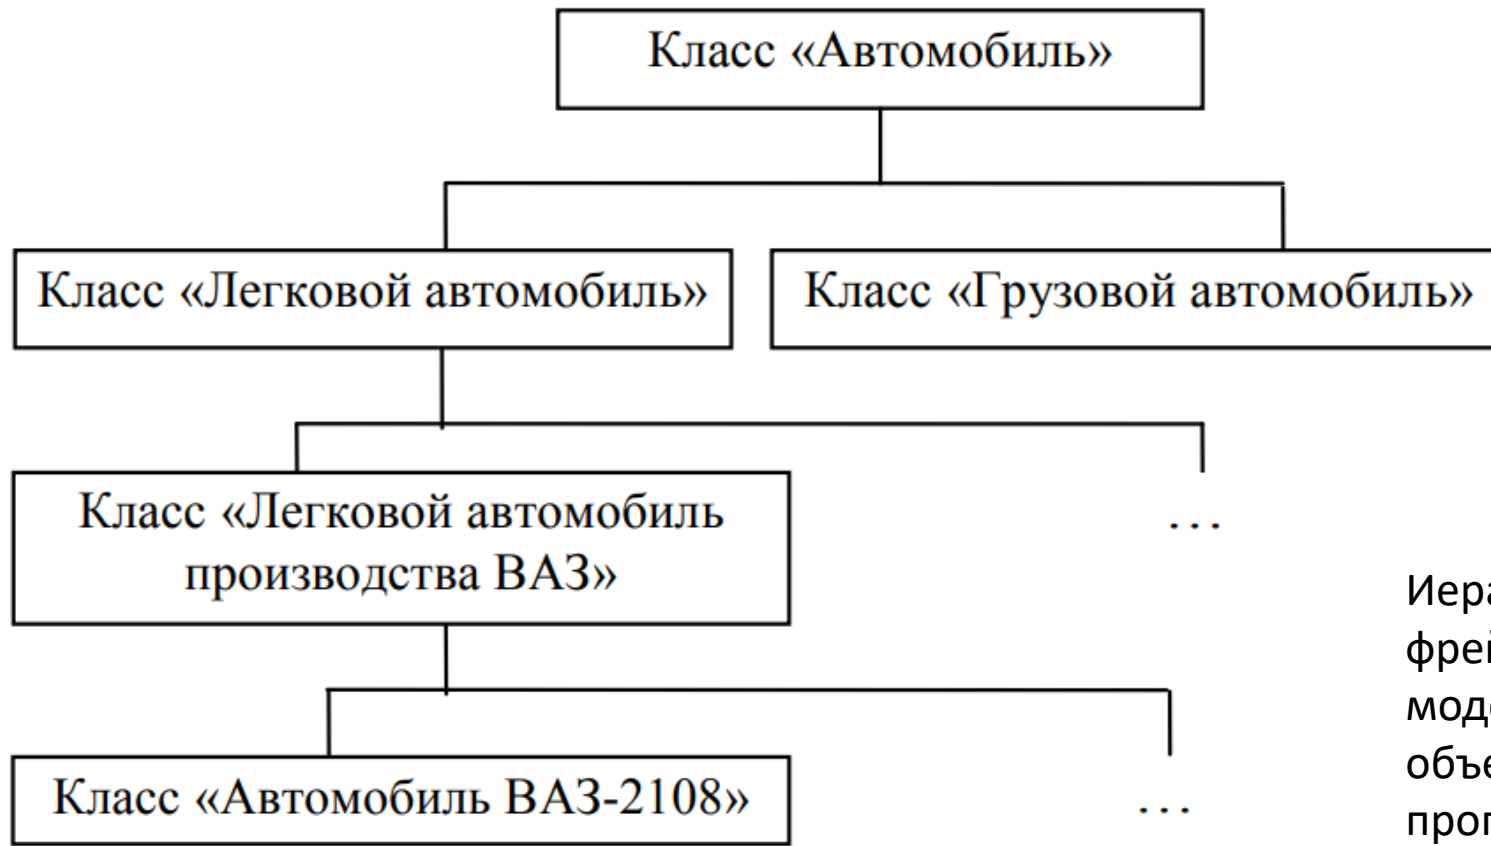 Класс «Автомобиль»
Класс «Легковой автомобиль»
Класс «Грузовой автомобиль»
Класс «Легковой автомобиль
производства ВАЗ»
…
Класс «Автомобиль ВАЗ-2108»
…